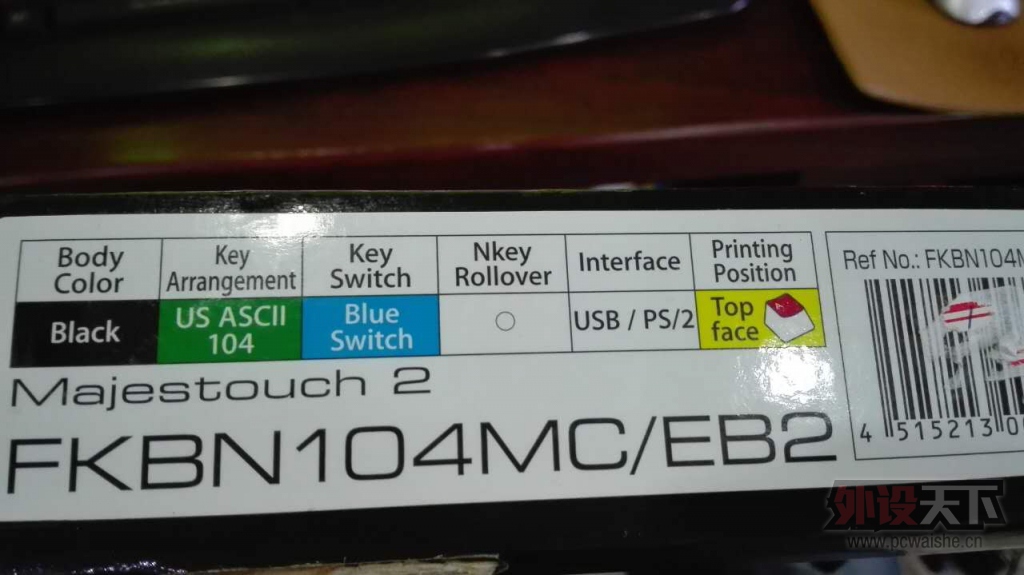 Body Color
Key Arrangement
Key Switch
Nkey Rollover
Interface
Printing Position
Black
US ASCII 104
Blue Switch
○
USB / PS/2
Top face
Majestouch 2
FKBN104MC/EB2
Ref No.: FKBN104M
4 515213 0
外设天下
www.pcwaishe.cn